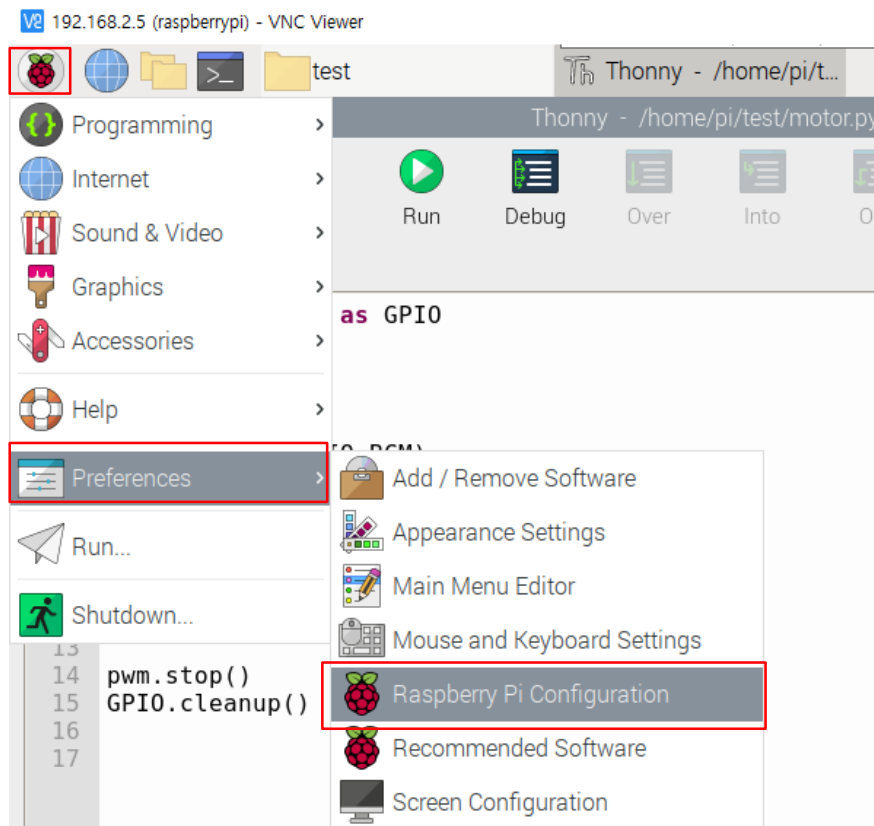 192.168.2.5 (raspberrypi) - VNC Viewer
test
Thonny - /home/pi/t...
Programming
Thonny - /home/pi/test/motor.py
Internet
Run
Debug
Over
Into
Sound & Video
Graphics
as GPIO
Accessories
Help
Preferences
Add / Remove Software
Appearance Settings
Run...
Main Menu Editor
Shutdown...
Mouse and Keyboard Settings
13
14 pwm.stop()
Raspberry Pi Configuration
15 GPIO.cleanup()
16
Recommended Software
17
Screen Configuration